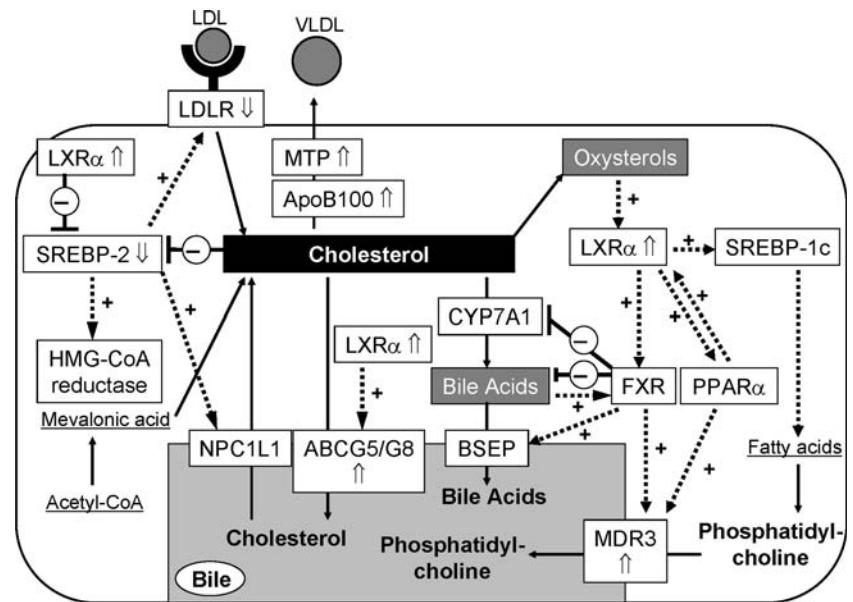 LDL
VLDL
LDLR ⇓
LXRα ⇑
MTP ⇑
Oxysterols
+
ApoB100 ⇑
+
−
SREBP-2 ⇓
−
Cholesterol
LXRα ⇑
+
SREBP-1c
+
+
CYP7A1
+
+
+
LXRα ⇑
−
HMG-CoA
reductase
+
Bile Acids
−
+
FXR
PPARα
Mevalonic acid
NPC1L1
ABCG5/G8
⇑
BSEP
+
+
+
Fatty acids
Acetyl-CoA
Bile Acids
Cholesterol
Phosphatidyl-
choline
MDR3
⇑
Phosphatidyl-
choline
Bile